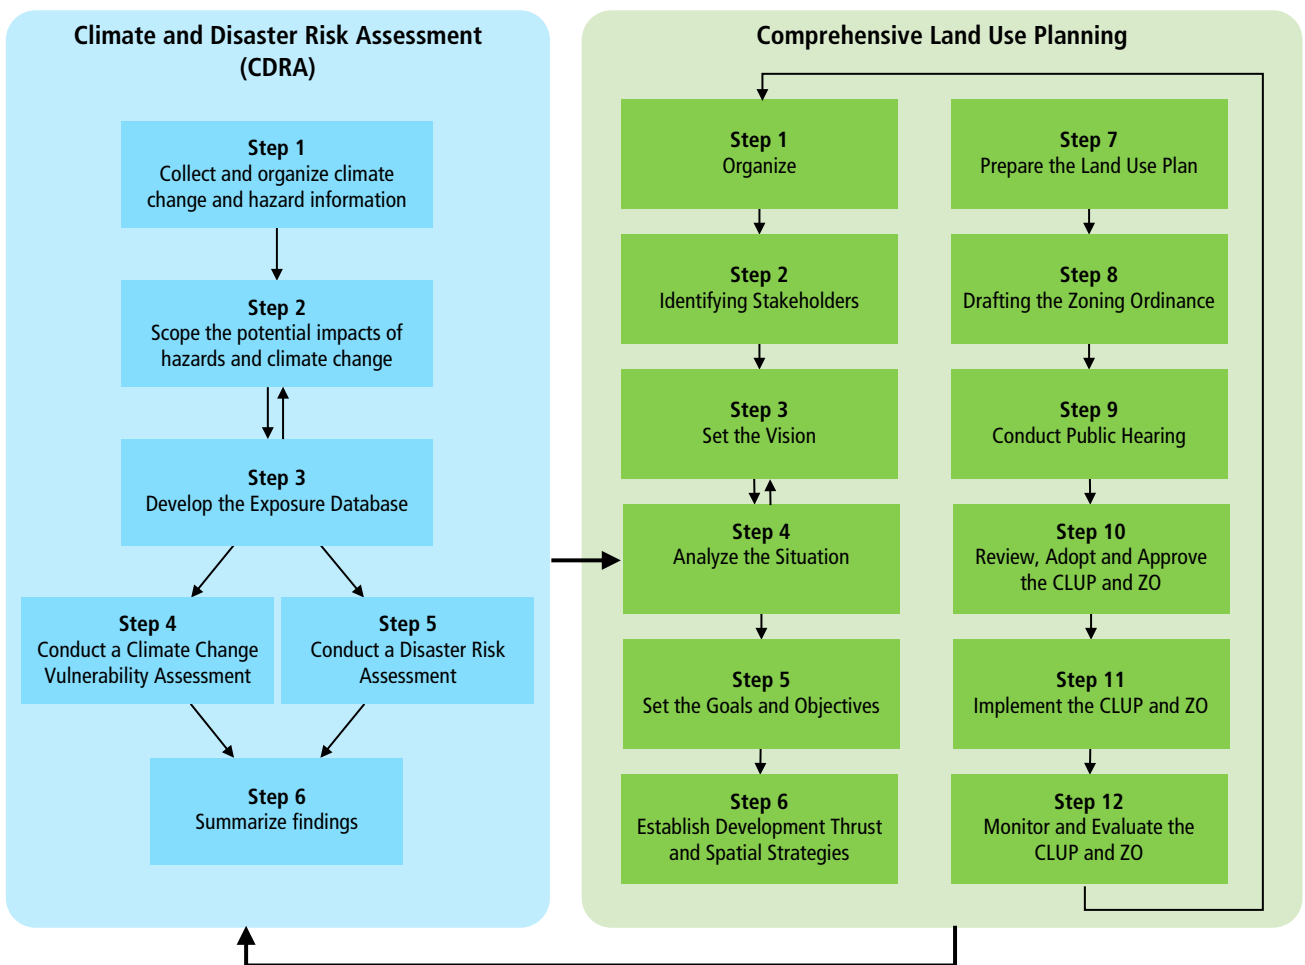 Climate and Disaster Risk Assessment
(CDRA)
Step 1
Collect and organize climate
change and hazard information
Step 2
Scope the potential impacts of
hazards and climate change
Step 3
Develop the Exposure Database
Step 4
Conduct a Climate Change
Vulnerability Assessment
Step 5
Conduct a Disaster Risk
Assessment
Step 6
Summarize findings
Comprehensive Land Use Planning
Step 1
Organize
Step 2
Identifying Stakeholders
Step 3
Set the Vision
Step 4
Analyze the Situation
Step 5
Set the Goals and Objectives
Step 6
Establish Development Thrust
and Spatial Strategies
Step 7
Prepare the Land Use Plan
Step 8
Drafting the Zoning Ordinance
Step 9
Conduct Public Hearing
Step 10
Review, Adopt and Approve
the CLUP and ZO
Step 11
Implement the CLUP and ZO
Step 12
Monitor and Evaluate the
CLUP and ZO